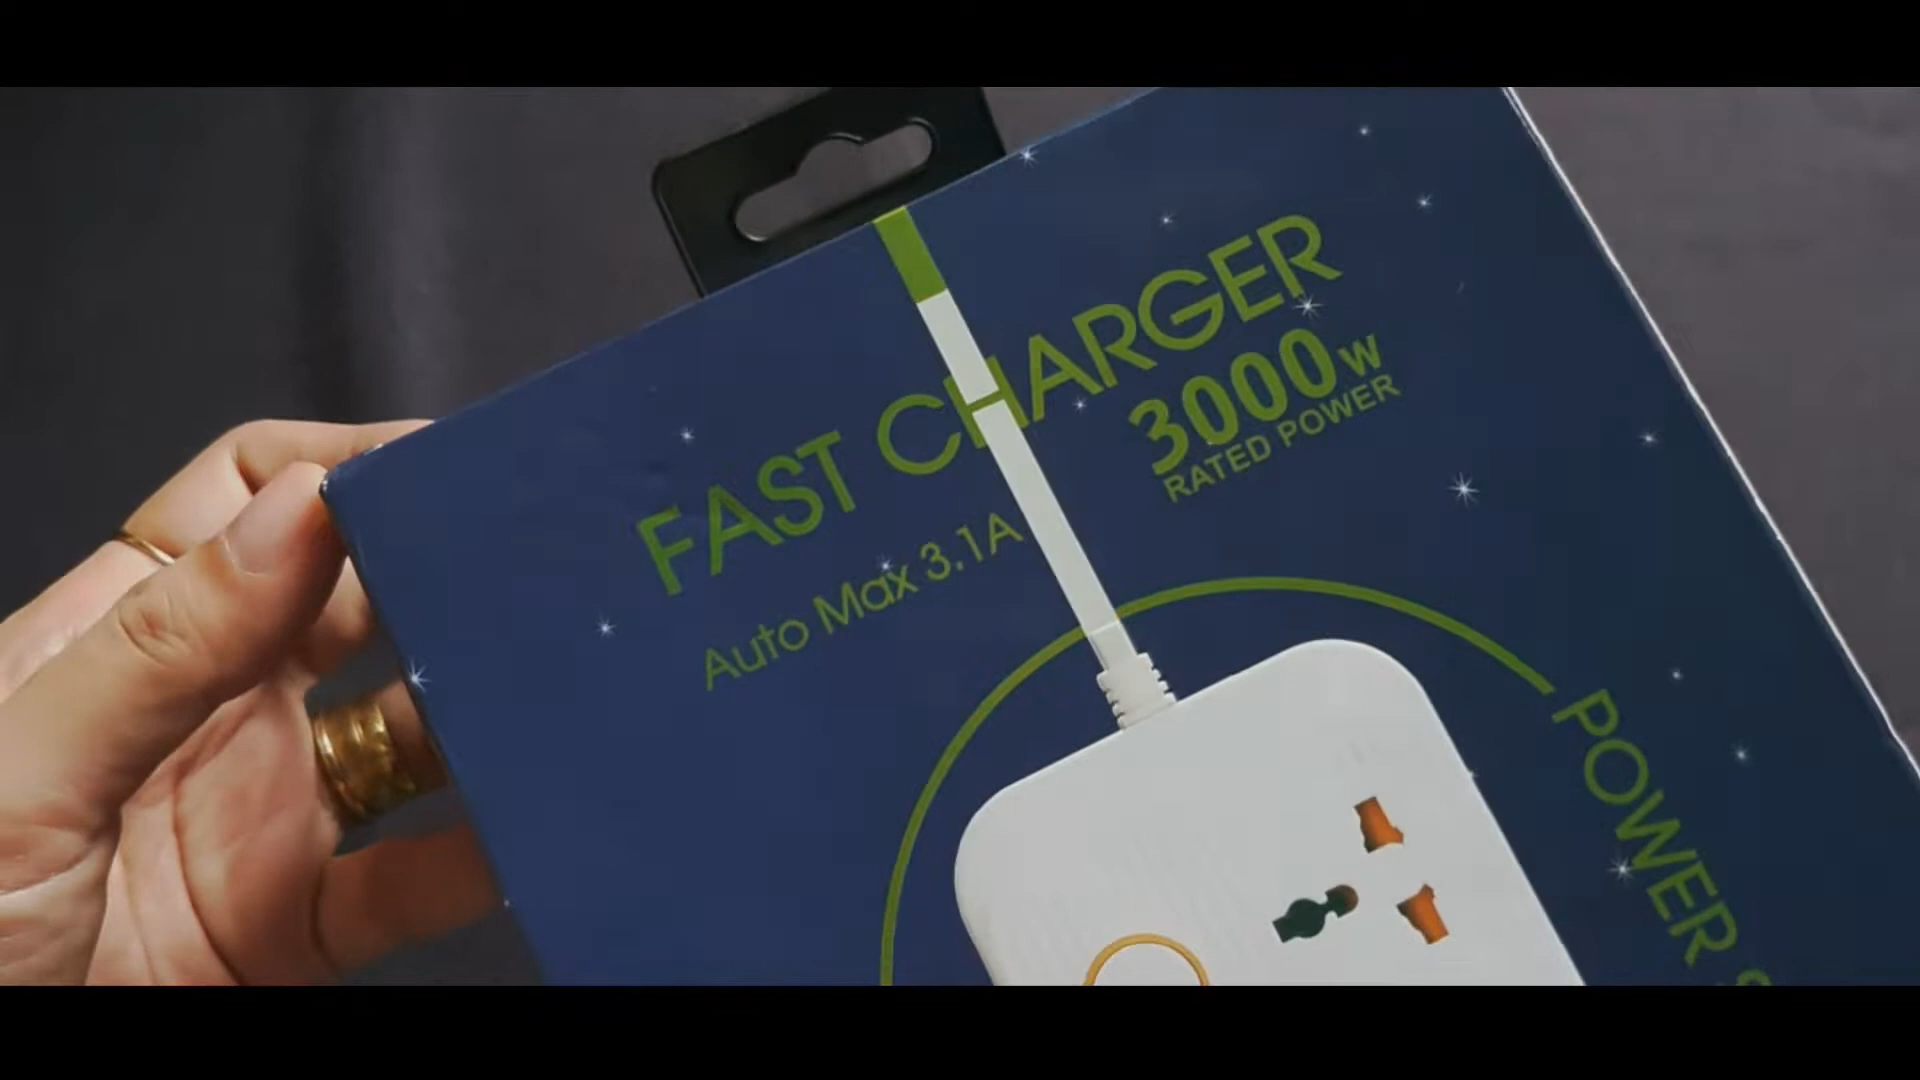 FAST CHARGER
3000W
RATED POWER
Auto Max 3.1A
POWER